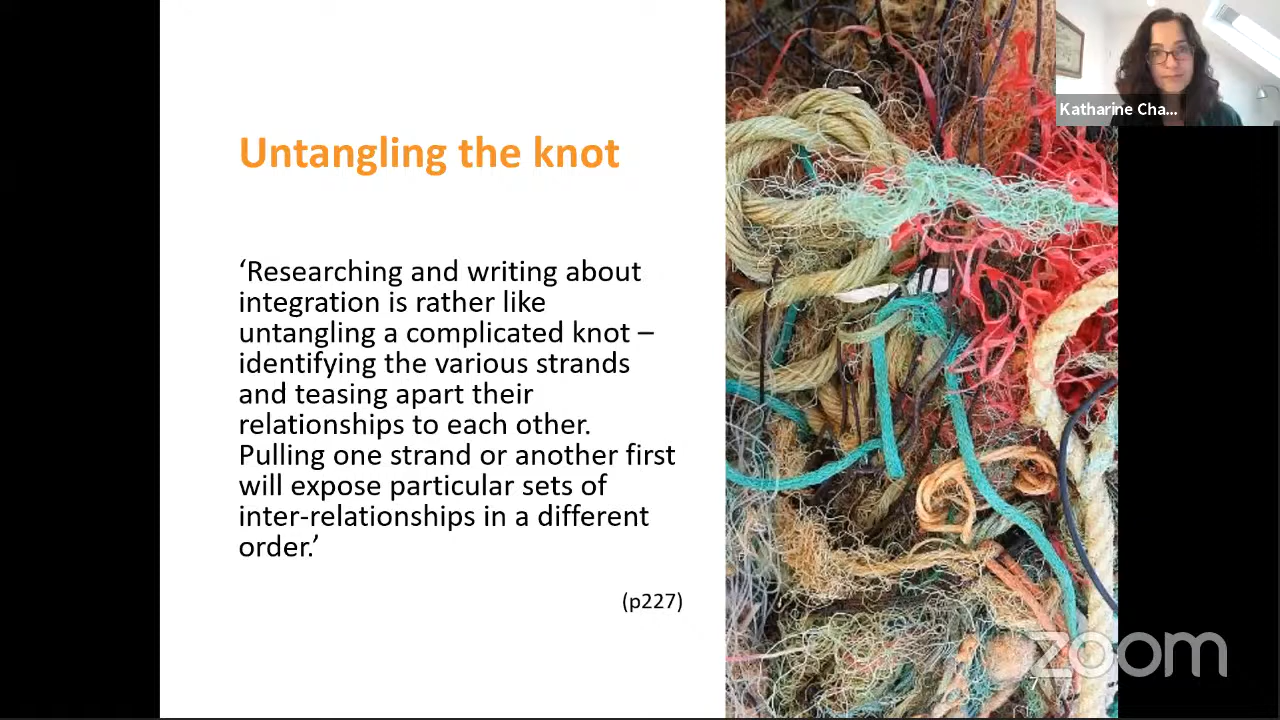 Untangling the knot
‘Researching and writing about
integration is rather like
untangling a complicated knot –
identifying the various strands
and teasing apart their
relationships to each other.
Pulling one strand or another first
will expose particular sets of
inter-relationships in a different
order.’
(p227)
Katharine Cha...
zoom